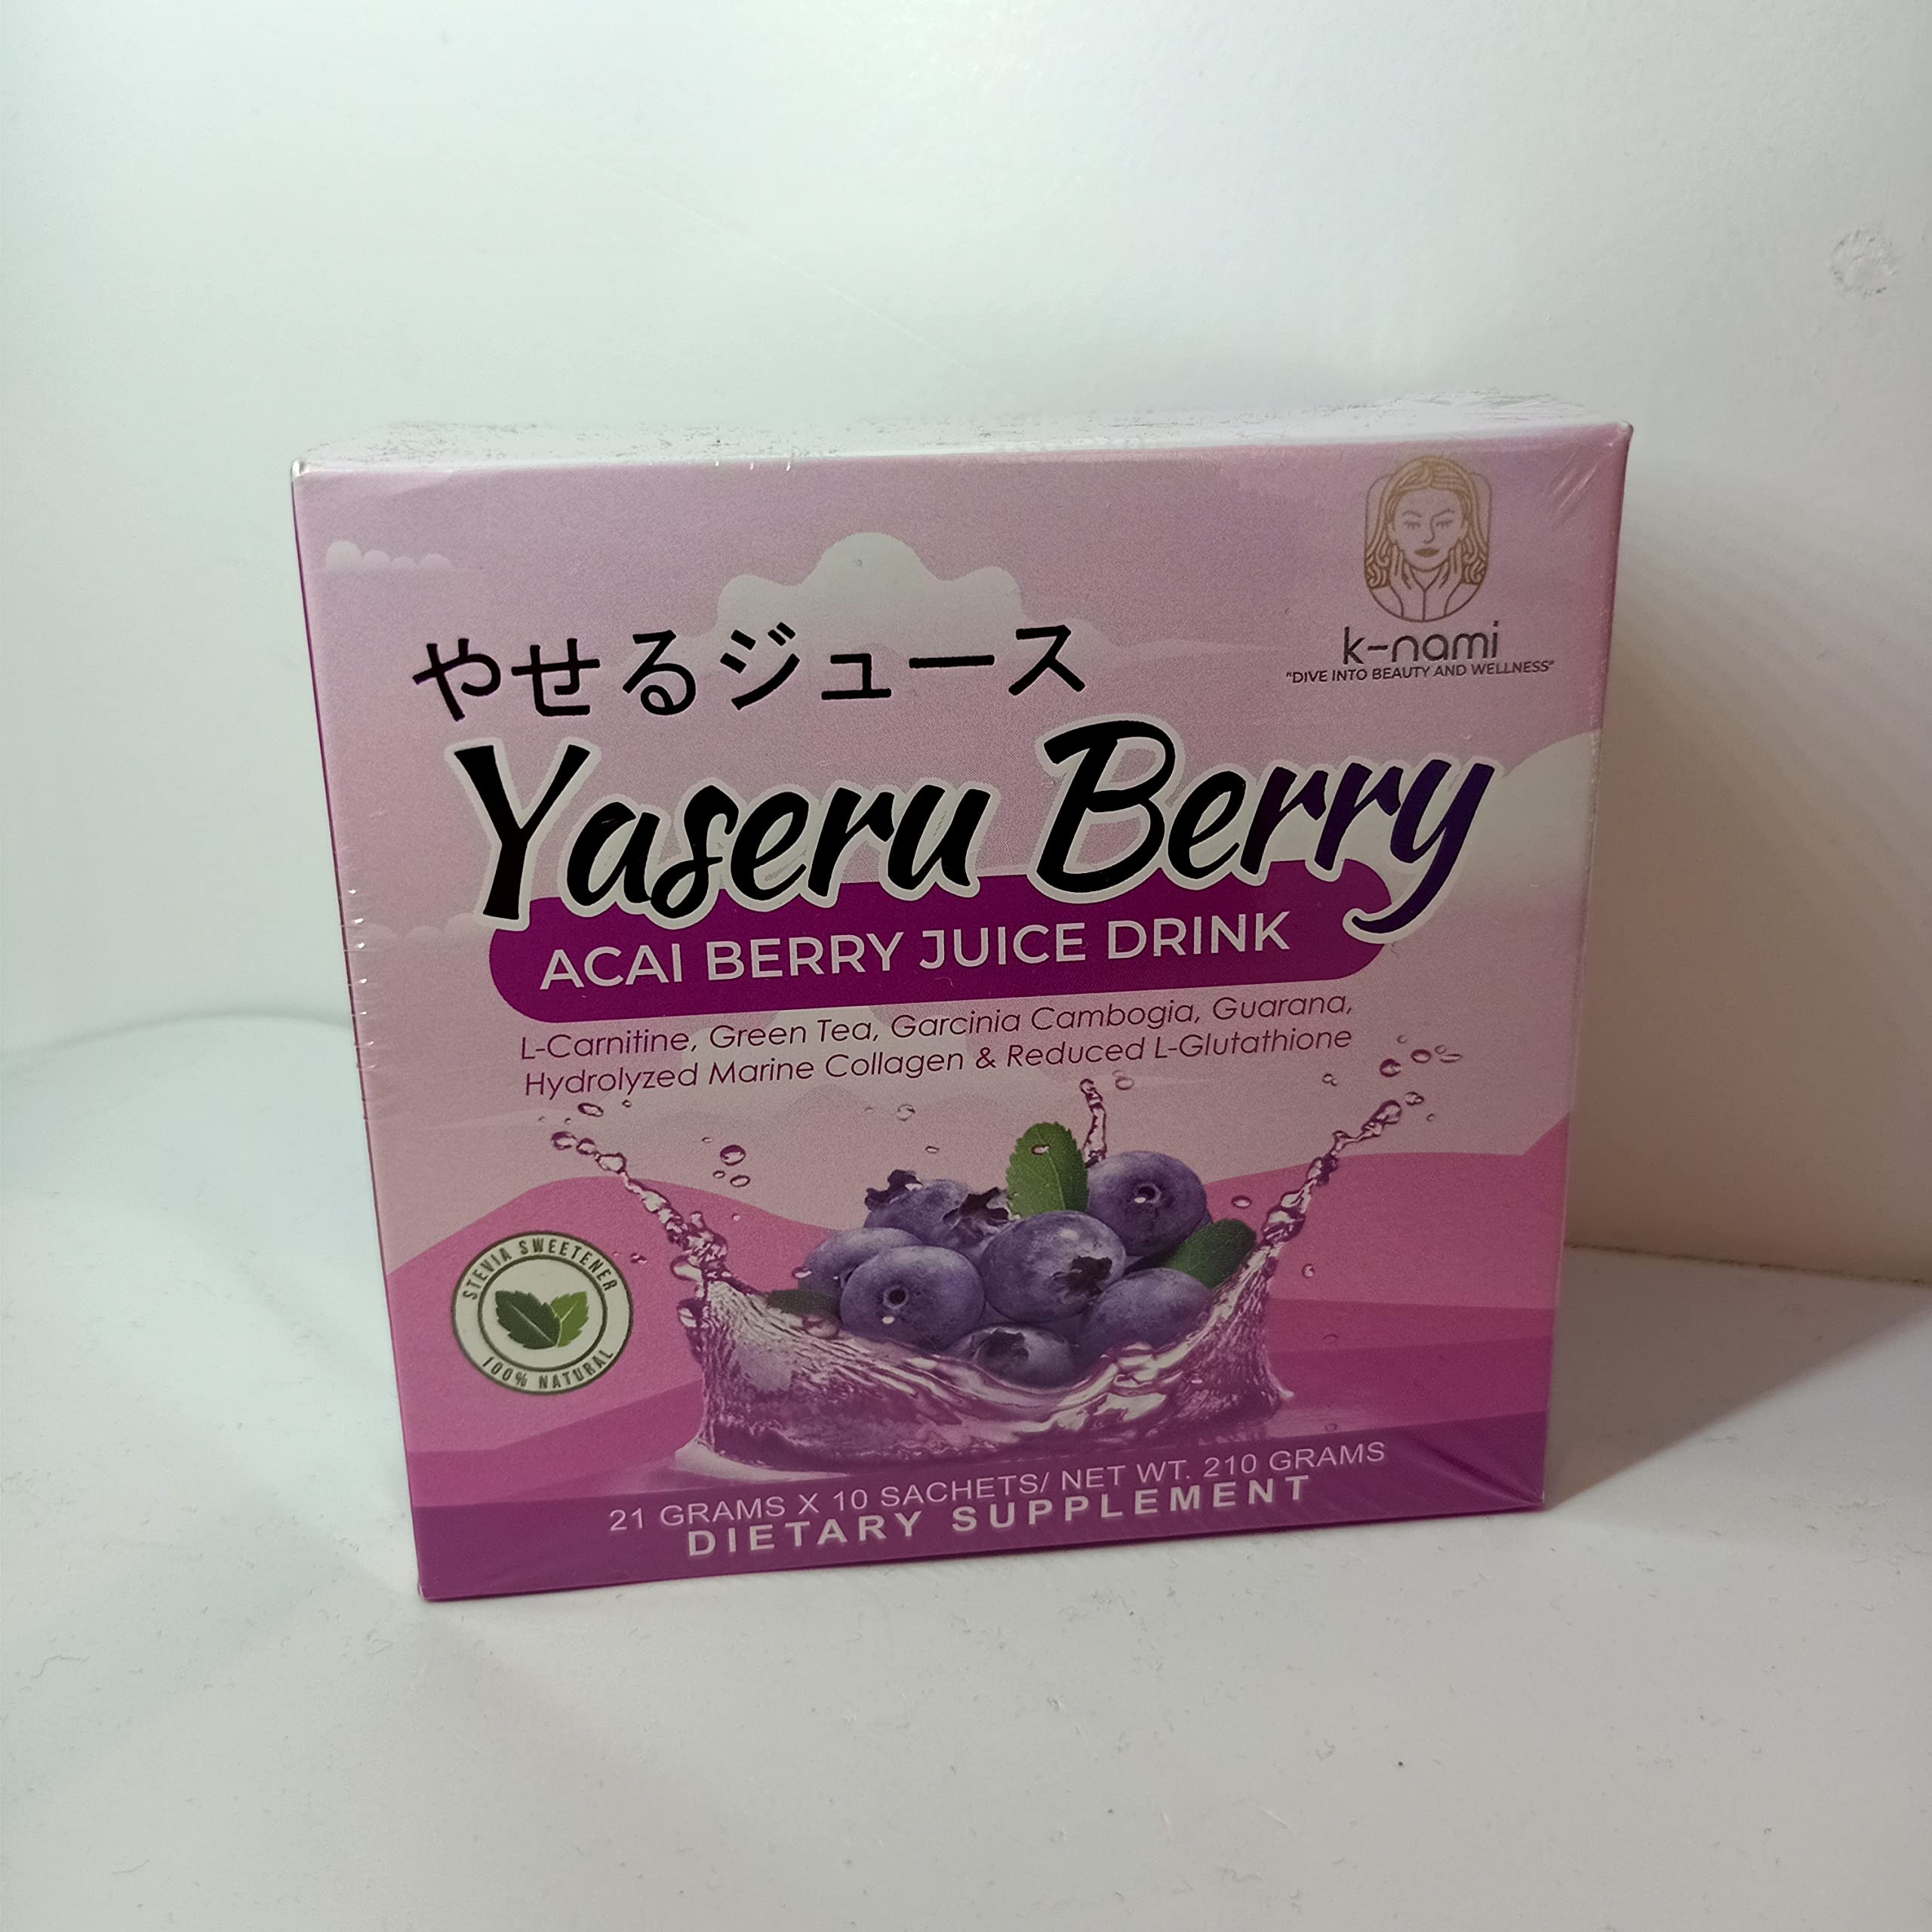 k-nami
"DIVE INTO BEAUTY AND WELLNESS"
やせるジュース
Yaseru Berry
ACAI BERRY JUICE DRINK
L-Carnitine, Green Tea, Garcinia Cambogia, Guarana,
Hydrolyzed Marine Collagen & Reduced L-Glutathione
STEVIA SWEETENER
100% NATURAL
21 GRAMS X 10 SACHETS/ NET WT. 210 GRAMS
DIETARY SUPPLEMENT